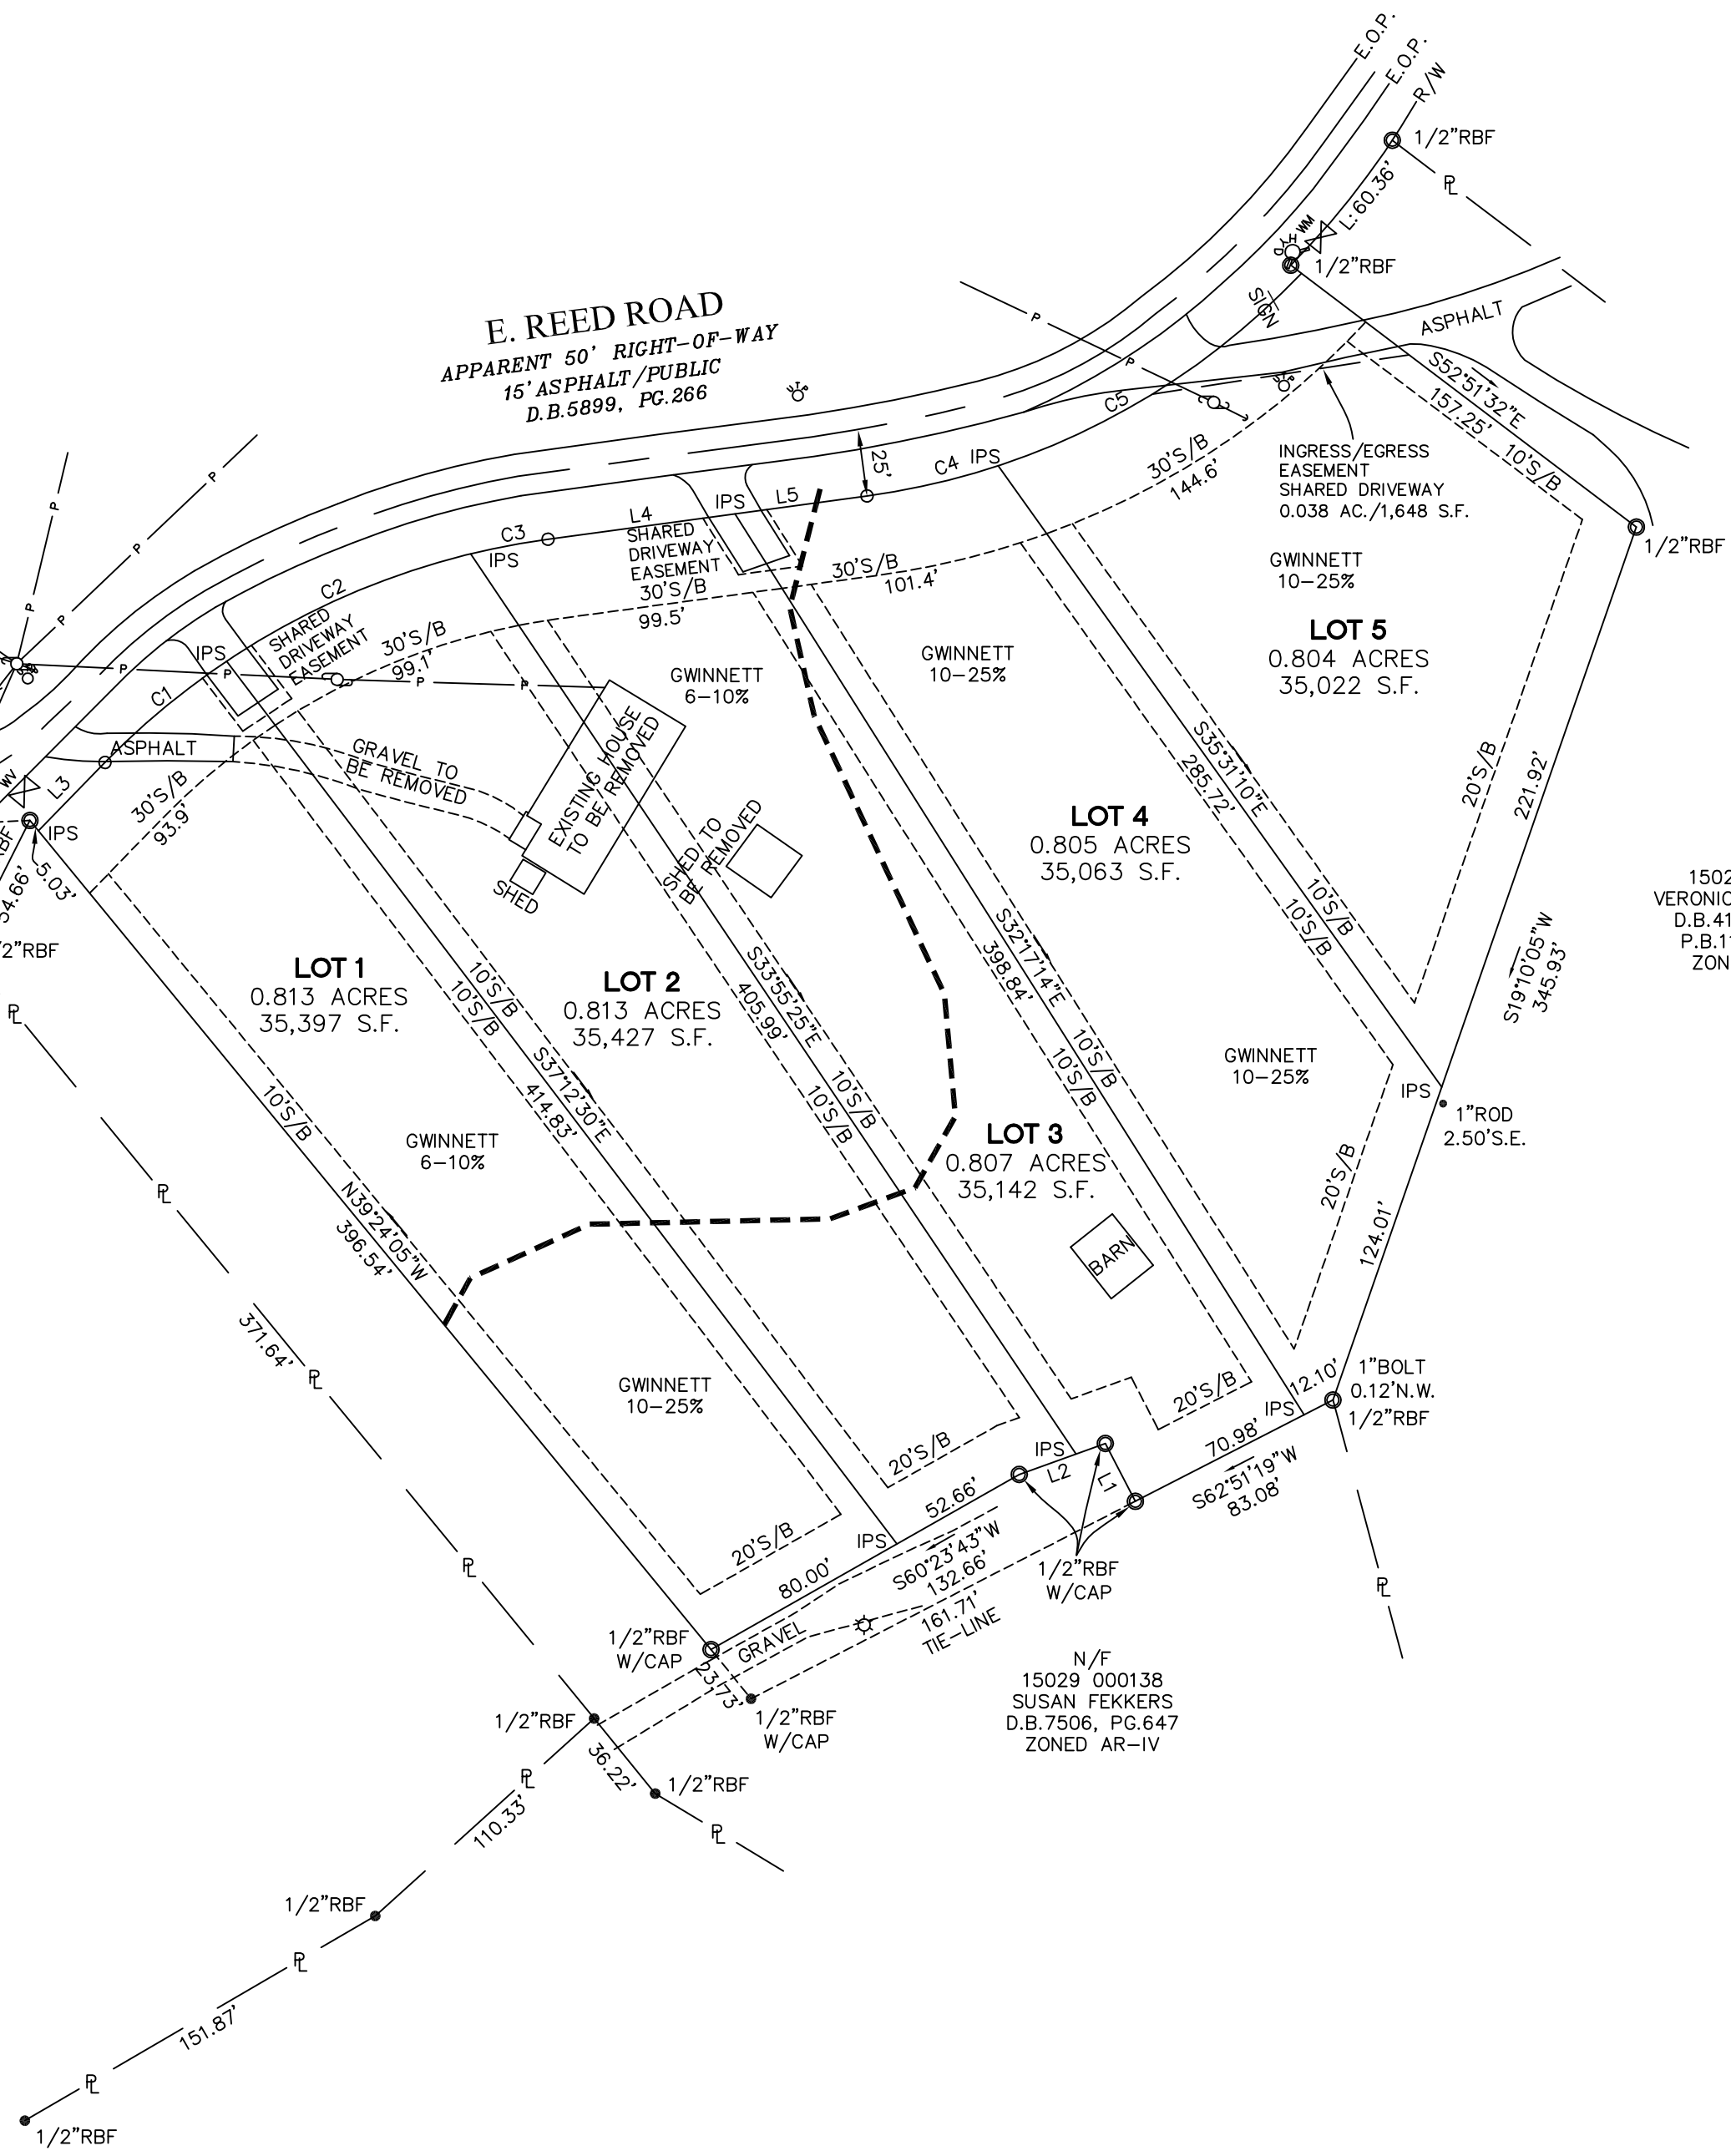 E.O.P.
E.O.P.
R/W
1/2"RBF
P
L
L: 60.36'
WM
HYD
1/2"RBF
SIGN
E. REED ROAD
APPARENT 50' RIGHT-OF-WAY
15' ASPHALT/PUBLIC
D.B.5899, PG.266
P
P
ASPHALT
S52°51'32"E
157.25'
10'S/B
C5
25'
C4
IPS
30'S/B
144.6'
INGRESS/EGRESS
EASEMENT
SHARED DRIVEWAY
0.038 AC./1,648 S.F.
1/2"RBF
P
P
P
P
P
P
P
P
P
P
IPS
L5
L4
C3
IPS
SHARED
DRIVEWAY
EASEMENT
30'S/B
99.5'
30'S/B
101.4'
C2
SHARED
DRIVEWAY
EASEMENT
30'S/B
99.1'
IPS
C1
GWINNETT
10-25%
LOT 5
0.804 ACRES
35,022 S.F.
GWINNETT
6-10%
GWINNETT
10-25%
ASPHALT
GRAVEL TO
BE REMOVED
EXISTING HOUSE
TO BE REMOVED
SHED
SHED TO
BE REMOVED
WV
L3
30'S/B
93.9'
IPS
5.03'
RBF
54.66'
/2"RBF
S35°31'10"E
285.72'
20'S/B
221.92'
LOT 4
0.805 ACRES
35,063 S.F.
10'S/B
10'S/B
S19°10'05"W
345.93'
1502
VERONIC
D.B.41
P.B.1
ZON
LOT 1
0.813 ACRES
35,397 S.F.
10'S/B
10'S/B
LOT 2
0.813 ACRES
35,427 S.F.
S33°55'25"E
405.99'
S32°17'14"E
398.84'
P
L
S37°12'30"E
414.83'
10'S/B
10'S/B
10'S/B
10'S/B
GWINNETT
10-25%
IPS
1"ROD
2.50'S.E.
10'S/B
GWINNETT
6-10%
LOT 3
0.807 ACRES
35,142 S.F.
20'S/B
124.01'
P
L
N39°24'05"W
396.54'
BARN
371.64'
P
L
GWINNETT
10-25%
20'S/B
12.10'
1"BOLT
0.12'N.W.
1/2"RBF
IPS
20'S/B
IPS
L2
L1
70.98'
S62°51'19"W
83.08'
52.66'
20'S/B
IPS
80.00'
S60°23'43"W
132.66'
161.71'
TIE-LINE
1/2"RBF
W/CAP
P
L
P
L
GRAVEL
1/2"RBF
W/CAP
23.73'
1/2"RBF
W/CAP
N/F
15029 000138
SUSAN FEKKERS
D.B.7506, PG.647
ZONED AR-IV
1/2"RBF
36.22'
1/2"RBF
P
L
P
L
110.33'
1/2"RBF
P
L
151.87'
P
L
1/2"RBF